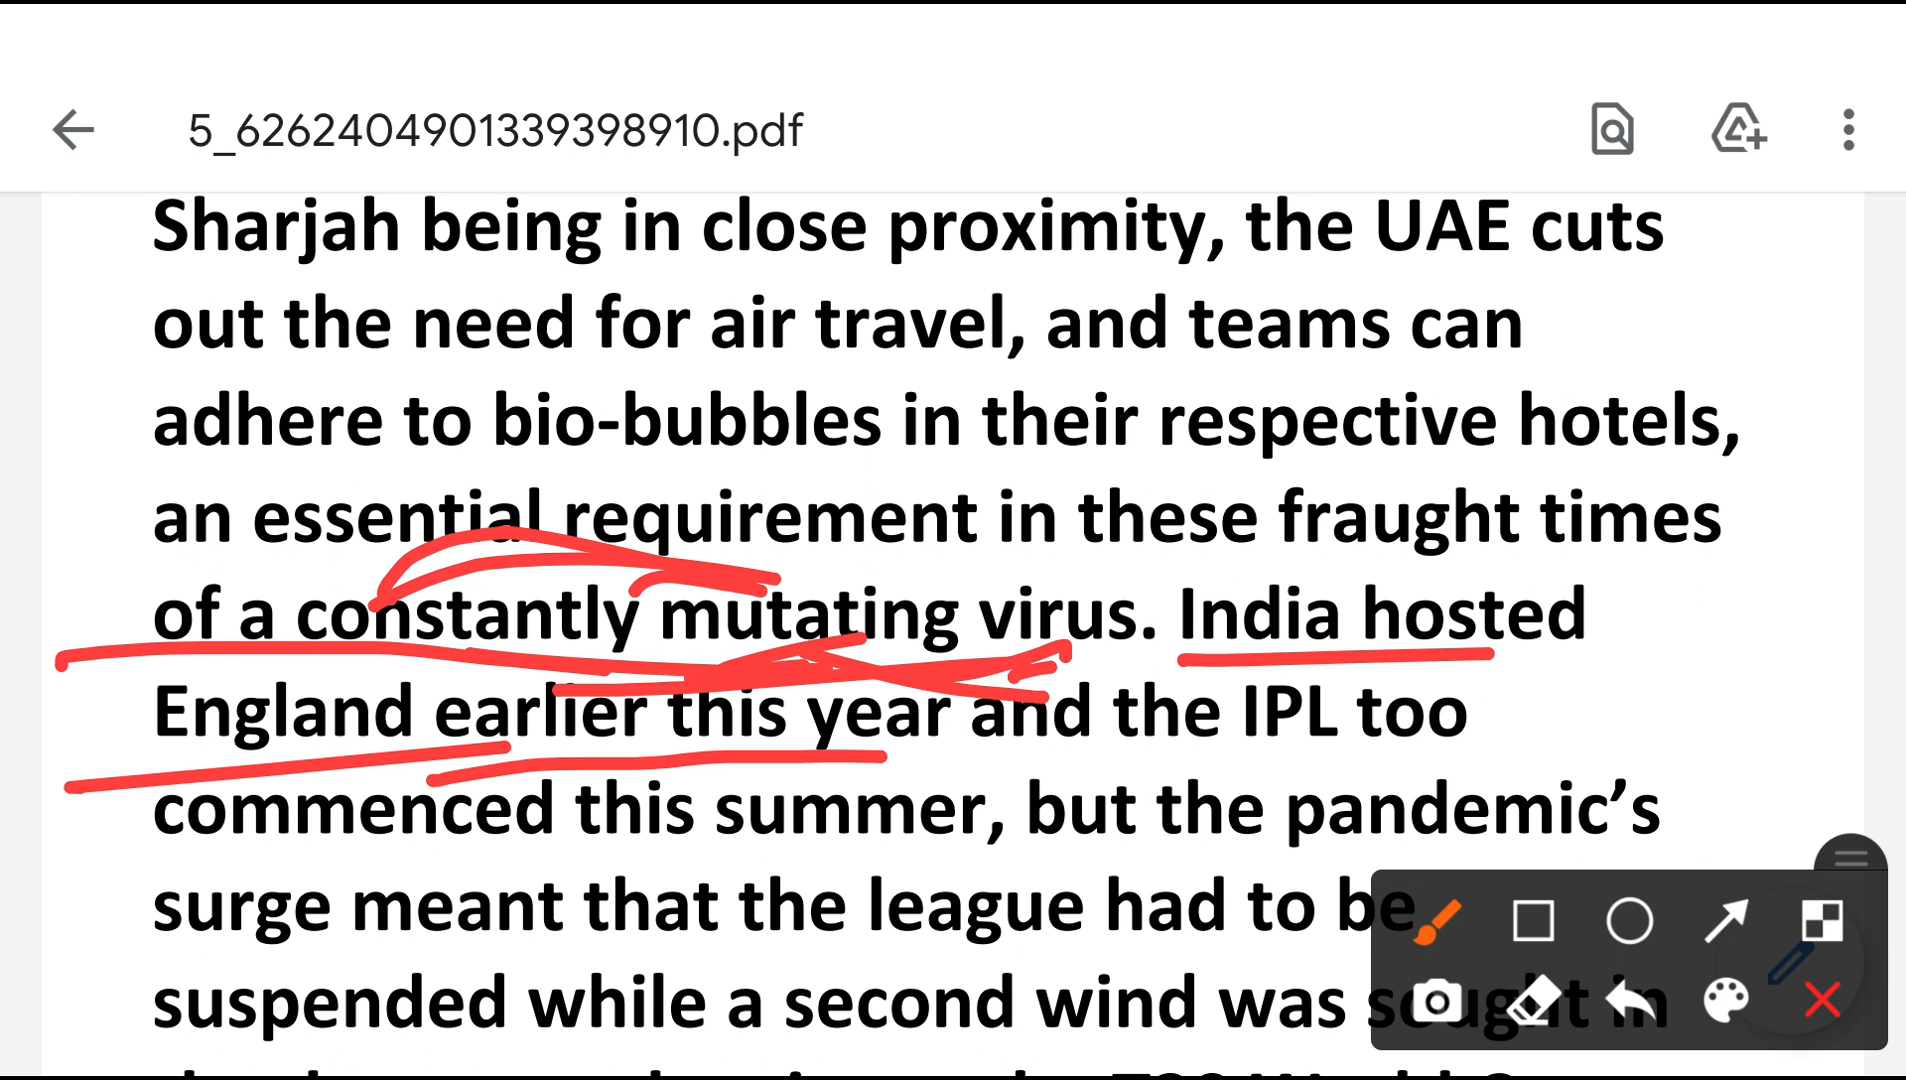 5_6262404901339398910.pdf
Sharjah being in close proximity, the UAE cuts
out the need for air travel, and teams can
adhere to bio-bubbles in their respective hotels,
an essential requirement in these fraught times
of a constantly mutating virus. India hosted
England earlier this year and the IPL too
commenced this summer, but the pandemic’s
surge meant that the league had to be
suspended while a second wind was sought in